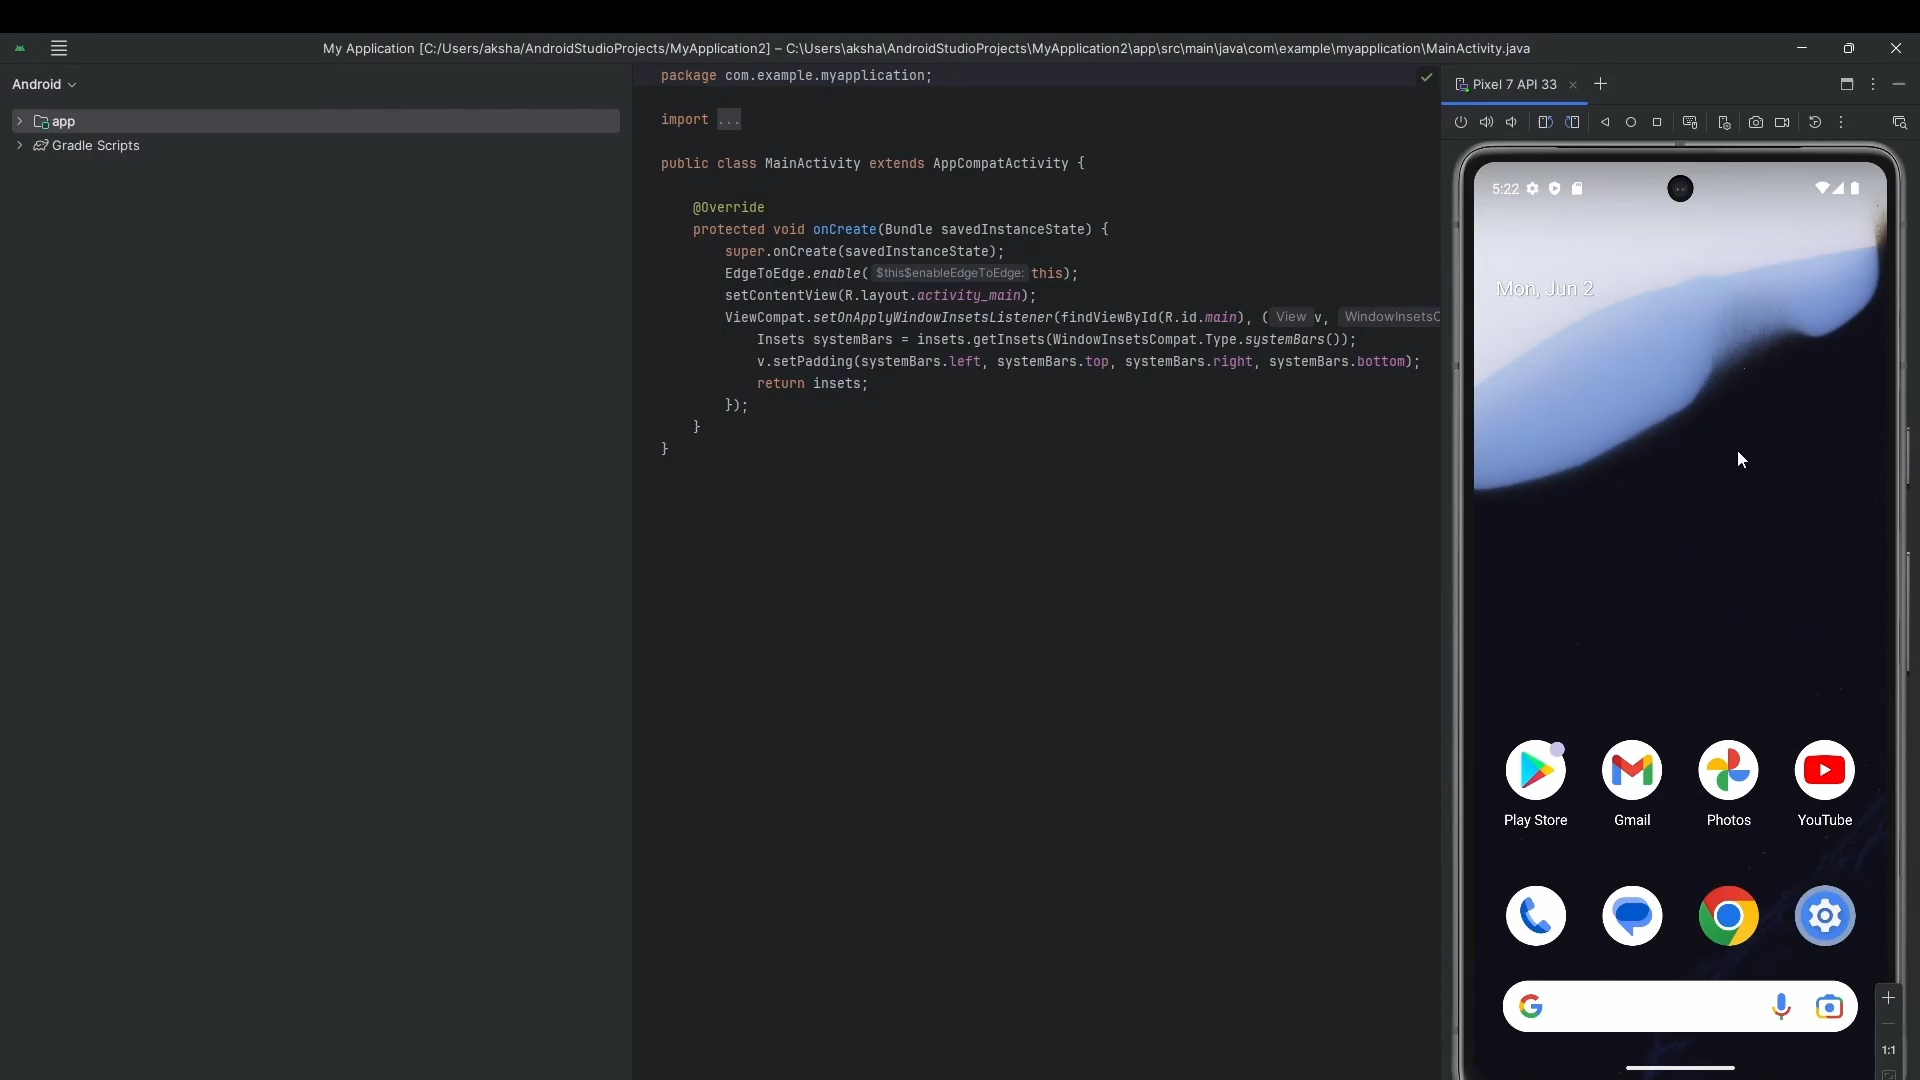 My Application [C:/Users/aksha/AndroidStudioProjects/MyApplication2] – C:\Users\aksha\AndroidStudioProjects\MyApplication2\app\src\main\java\com\example\myapplication\MainActivity.java
Android
app
Gradle Scripts
package com.example.myapplication;
import ...
public class MainActivity extends AppCompatActivity {
@Override
protected void onCreate(Bundle savedInstanceState) {
super.onCreate(savedInstanceState);
EdgeToEdge.enable( $this$enableEdgeToEdge: this);
setContentView(R.layout.activity_main);
ViewCompat.setOnApplyWindowInsetsListener(findViewById(R.id.main), ( View v, WindowInsetsC
Insets systemBars = insets.getInsets(WindowInsetsCompat.Type.systemBars());
v.setPadding(systemBars.left, systemBars.top, systemBars.right, systemBars.bottom);
return insets;
});
}
}
Pixel 7 API 33
5:22
Mon, Jun 2
Play Store Gmail Photos YouTube
1:1